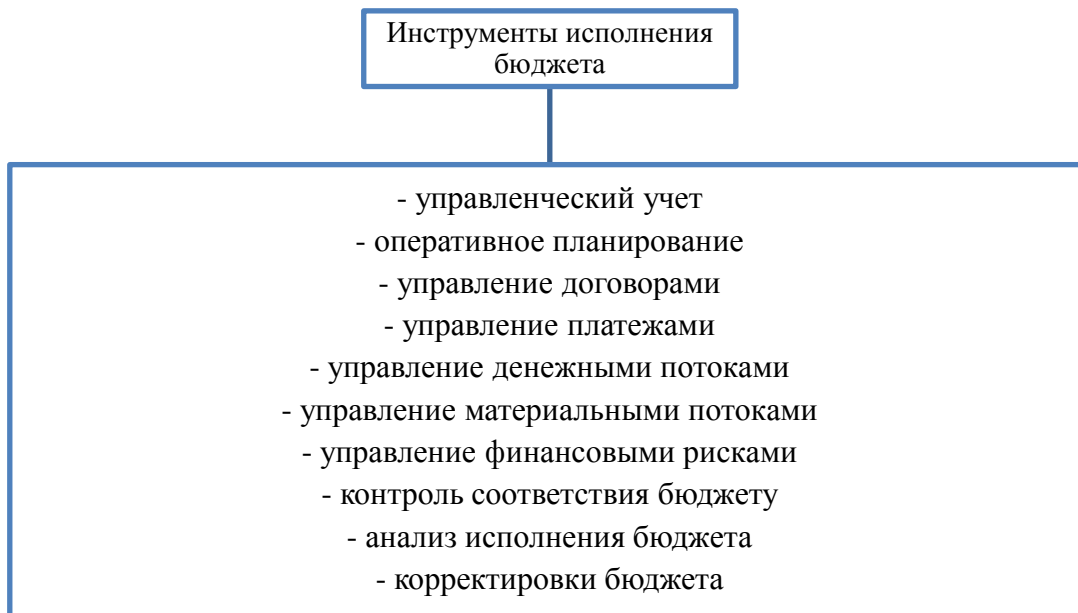 Инструменты исполнения
бюджета
- управленческий учет
- оперативное планирование
- управление договорами
- управление платежами
- управление денежными потоками
- управление материальными потоками
- управление финансовыми рисками
- контроль соответствия бюджету
- анализ исполнения бюджета
- корректировки бюджета